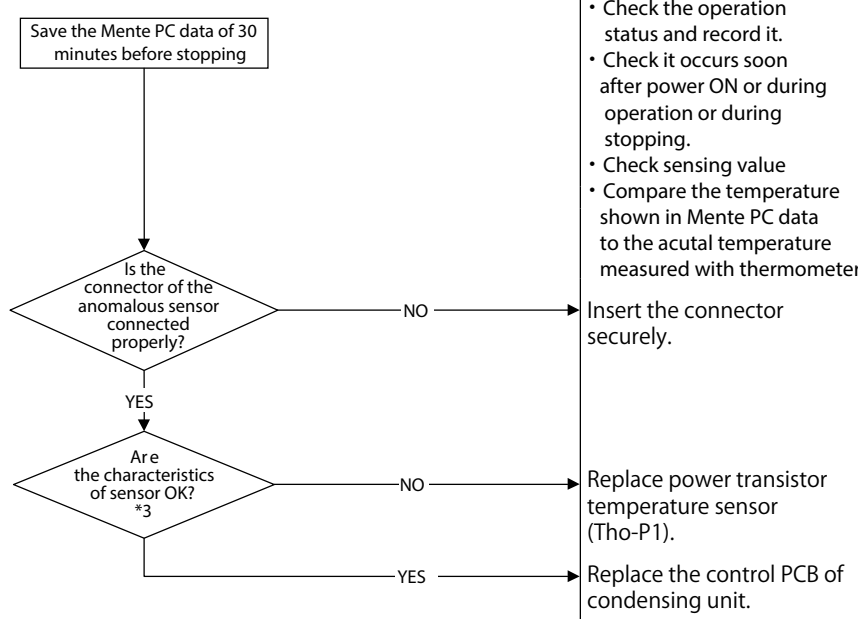 Save the Mente PC data of 30
minutes before stopping
・Check the operation
status and record it.
・Check it occurs soon
after power ON or during
operation or during
stopping.
・Check sensing value
・Compare the temperature
shown in Mente PC data
to the acutal temperature
measured with thermometer
Is the
connector of the
anomalous sensor
connected
properly?
NO
Insert the connector
securely.
YES
Are
the characteristics
of sensor OK?
*3
NO
Replace power transistor
temperature sensor
(Tho-P1).
YES
Replace the control PCB of
condensing unit.